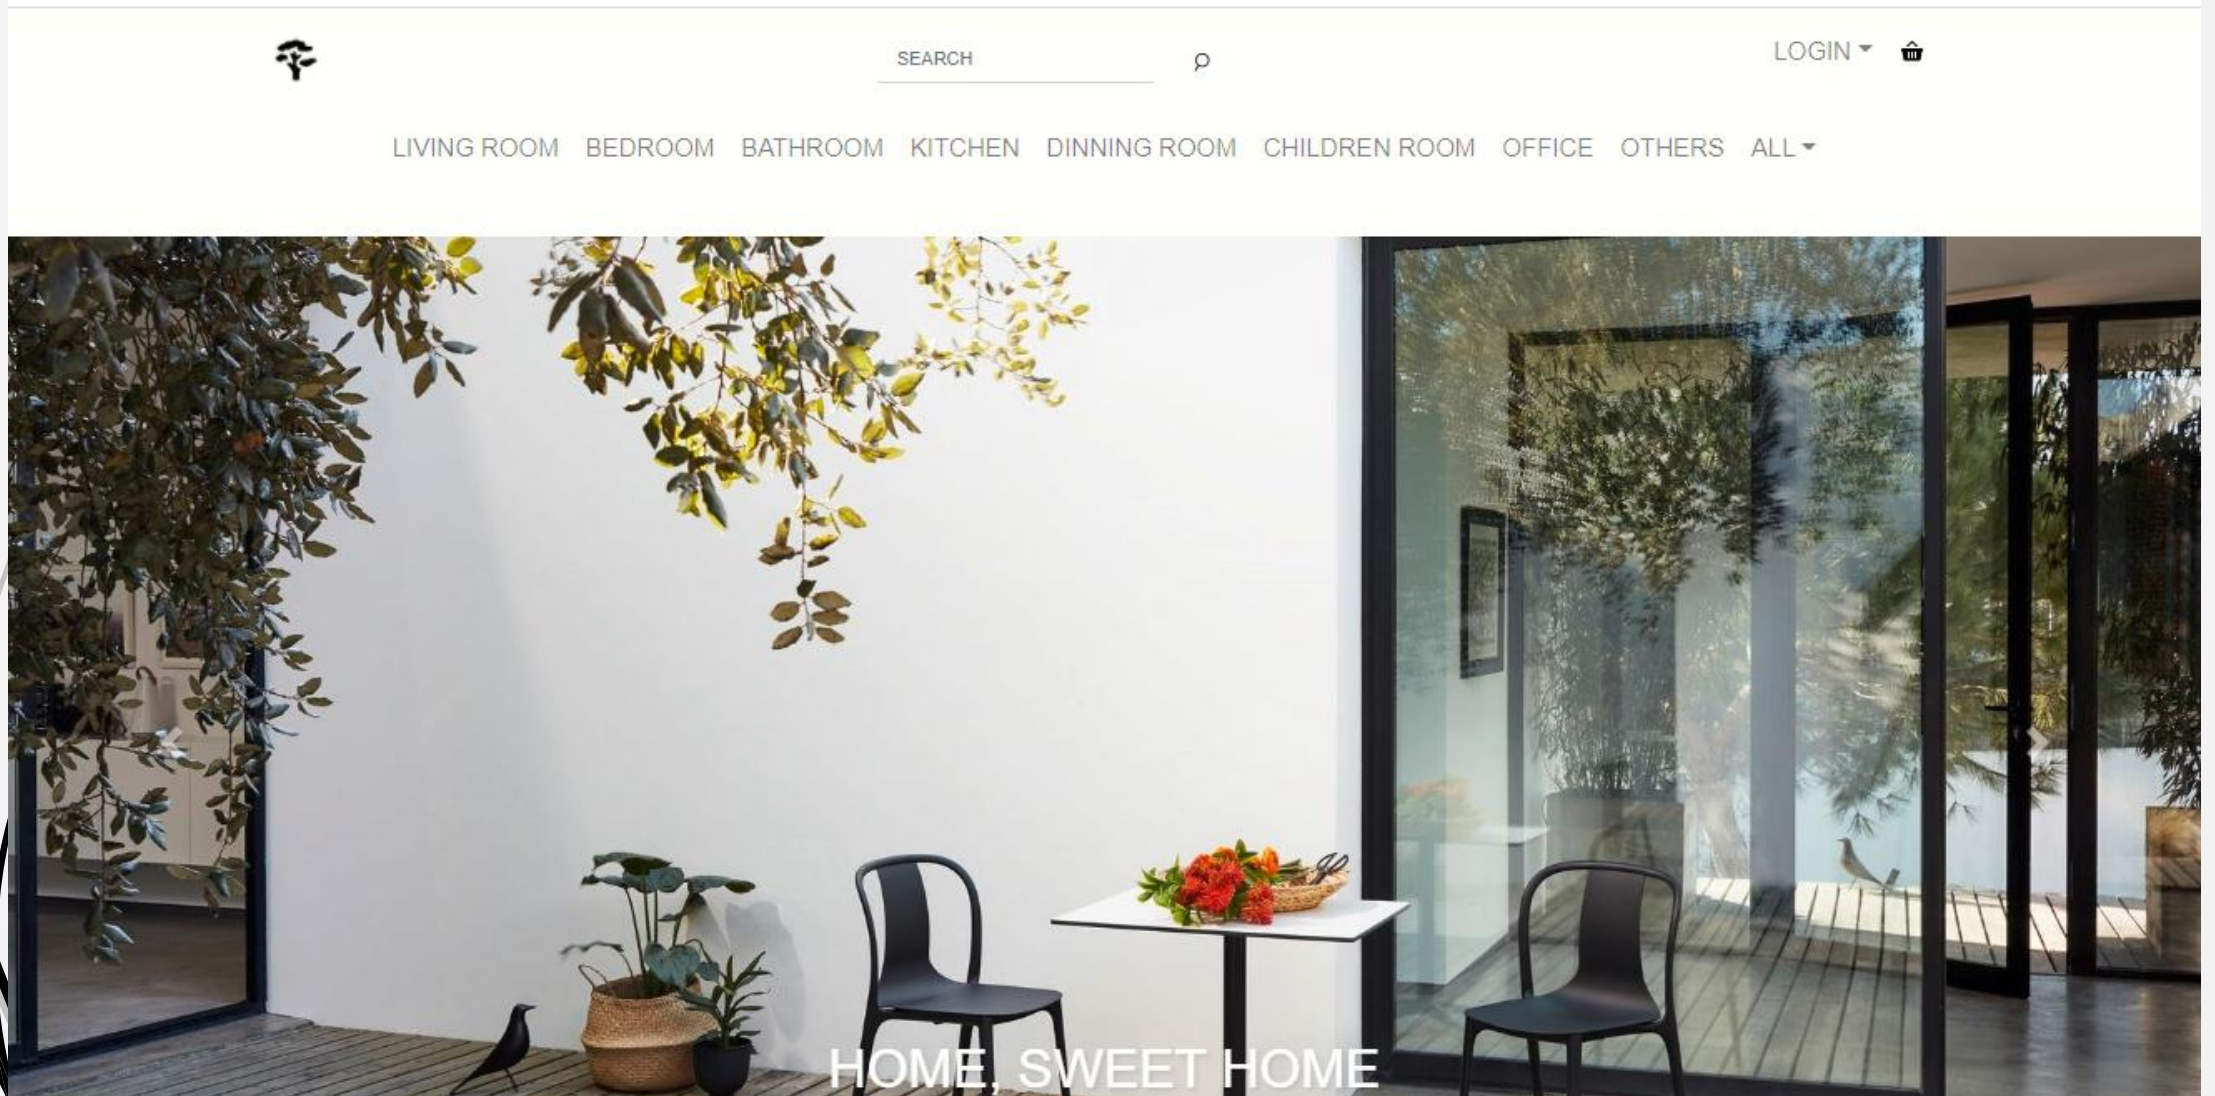 SEARCH
LOGIN
LIVING ROOM BEDROOM BATHROOM KITCHEN DINNING ROOM CHILDREN ROOM OFFICE OTHERS ALL
HOME, SWEET HOME